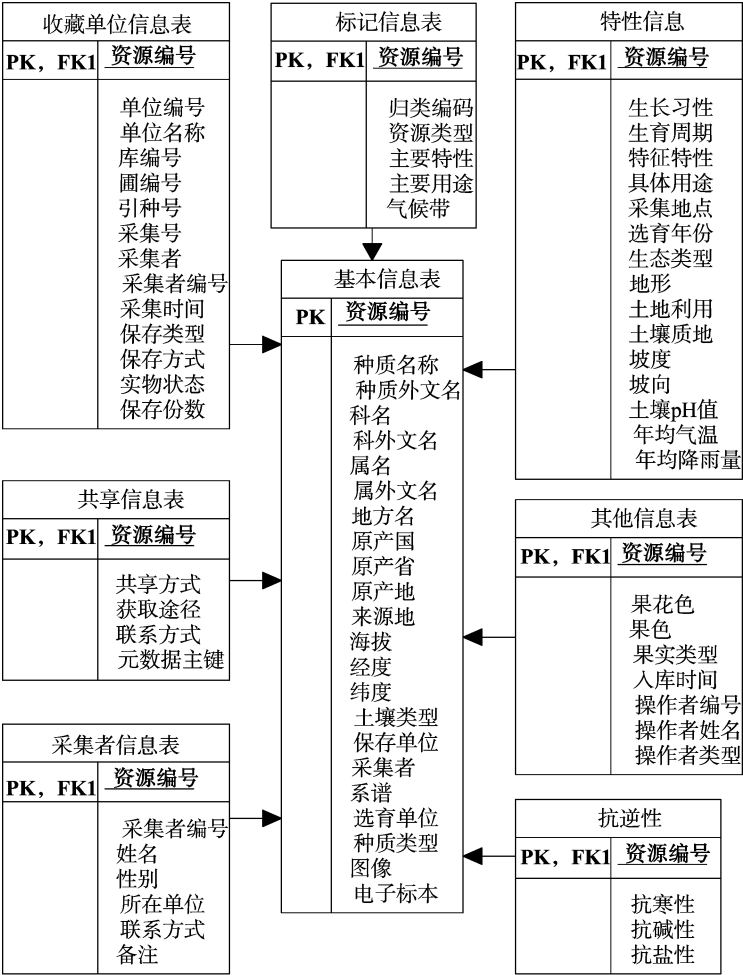 收藏单位信息表
PK，FK1 资源编号
单位编号
单位名称
库编号
圃编号
引种号
采集号
采集者
采集者编号
采集时间
保存类型
保存方式
实物状态
保存份数
标记信息表
PK，FK1 资源编号
归类编码
资源类型
主要特性
主要用途
气候带
特性信息
PK，FK1 资源编号
生长习性
生育周期
特征特性
具体用途
采集地点
选育年份
生态类型
地形
土地利用
土壤质地
坡度
坡向
土壤pH值
年均气温
年均降雨量
基本信息表
PK 资源编号
种质名称
种质外文名
科名
科外文名
属名
属外文名
地方名
原产国
原产省
原产地
来源地
海拔
经度
纬度
土壤类型
保存单位
采集者
系谱
选育单位
种质类型
图像
电子标本
共享信息表
PK，FK1 资源编号
共享方式
获取途径
联系方式
元数据主键
其他信息表
PK，FK1 资源编号
果花色
果色
果实类型
入库时间
操作者编号
操作者姓名
操作者类型
采集者信息表
PK，FK1 资源编号
采集者编号
姓名
性别
所在单位
联系方式
备注
抗逆性
PK，FK1 资源编号
抗寒性
抗碱性
抗盐性